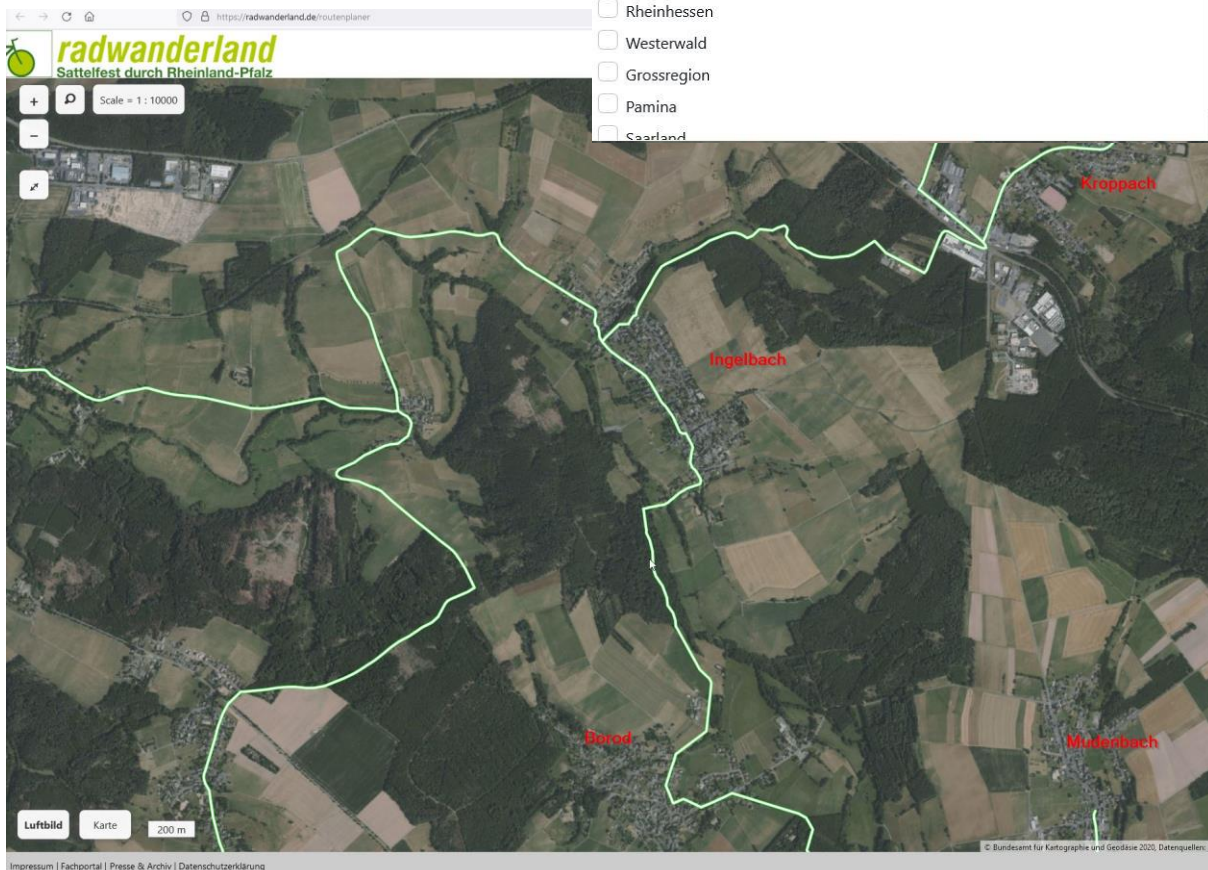 https://radwanderland.de/routenplaner
radwanderland
Sattelfest durch Rheinland-Pfalz
+
Scale = 1 : 10000
−
Rheinhessen
Westerwald
Grossregion
Pamina
Saarland
Kroppach
Ingelbach
Borod
Mudenbach
Luftbild
Karte
200 m
© Bundesamt für Kartographie und Geodäsie 2020, Datenquellen:
Impressum | Fachportal | Presse & Archiv | Datenschutzerklärung